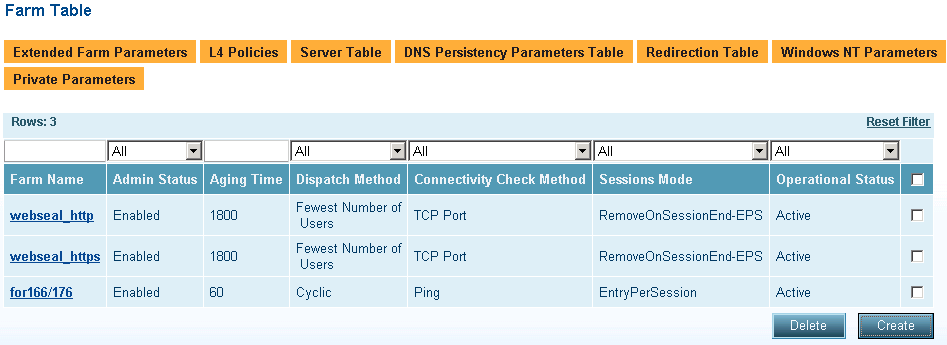 Farm Table
Extended Farm Parameters L4 Policies Server Table DNS Persistency Parameters Table Redirection Table Windows NT Parameters
Private Parameters
Rows: 3 Reset Filter
All All All All All
Farm Name Admin Status Aging Time Dispatch Method Connectivity Check Method Sessions Mode Operational Status
webseal_http Enabled 1800 Fewest Number of Users TCP Port RemoveOnSessionEnd-EPS Active
webseal_https Enabled 1800 Fewest Number of Users TCP Port RemoveOnSessionEnd-EPS Active
for166/176 Enabled 60 Cyclic Ping EntryPerSession Active
Delete Create